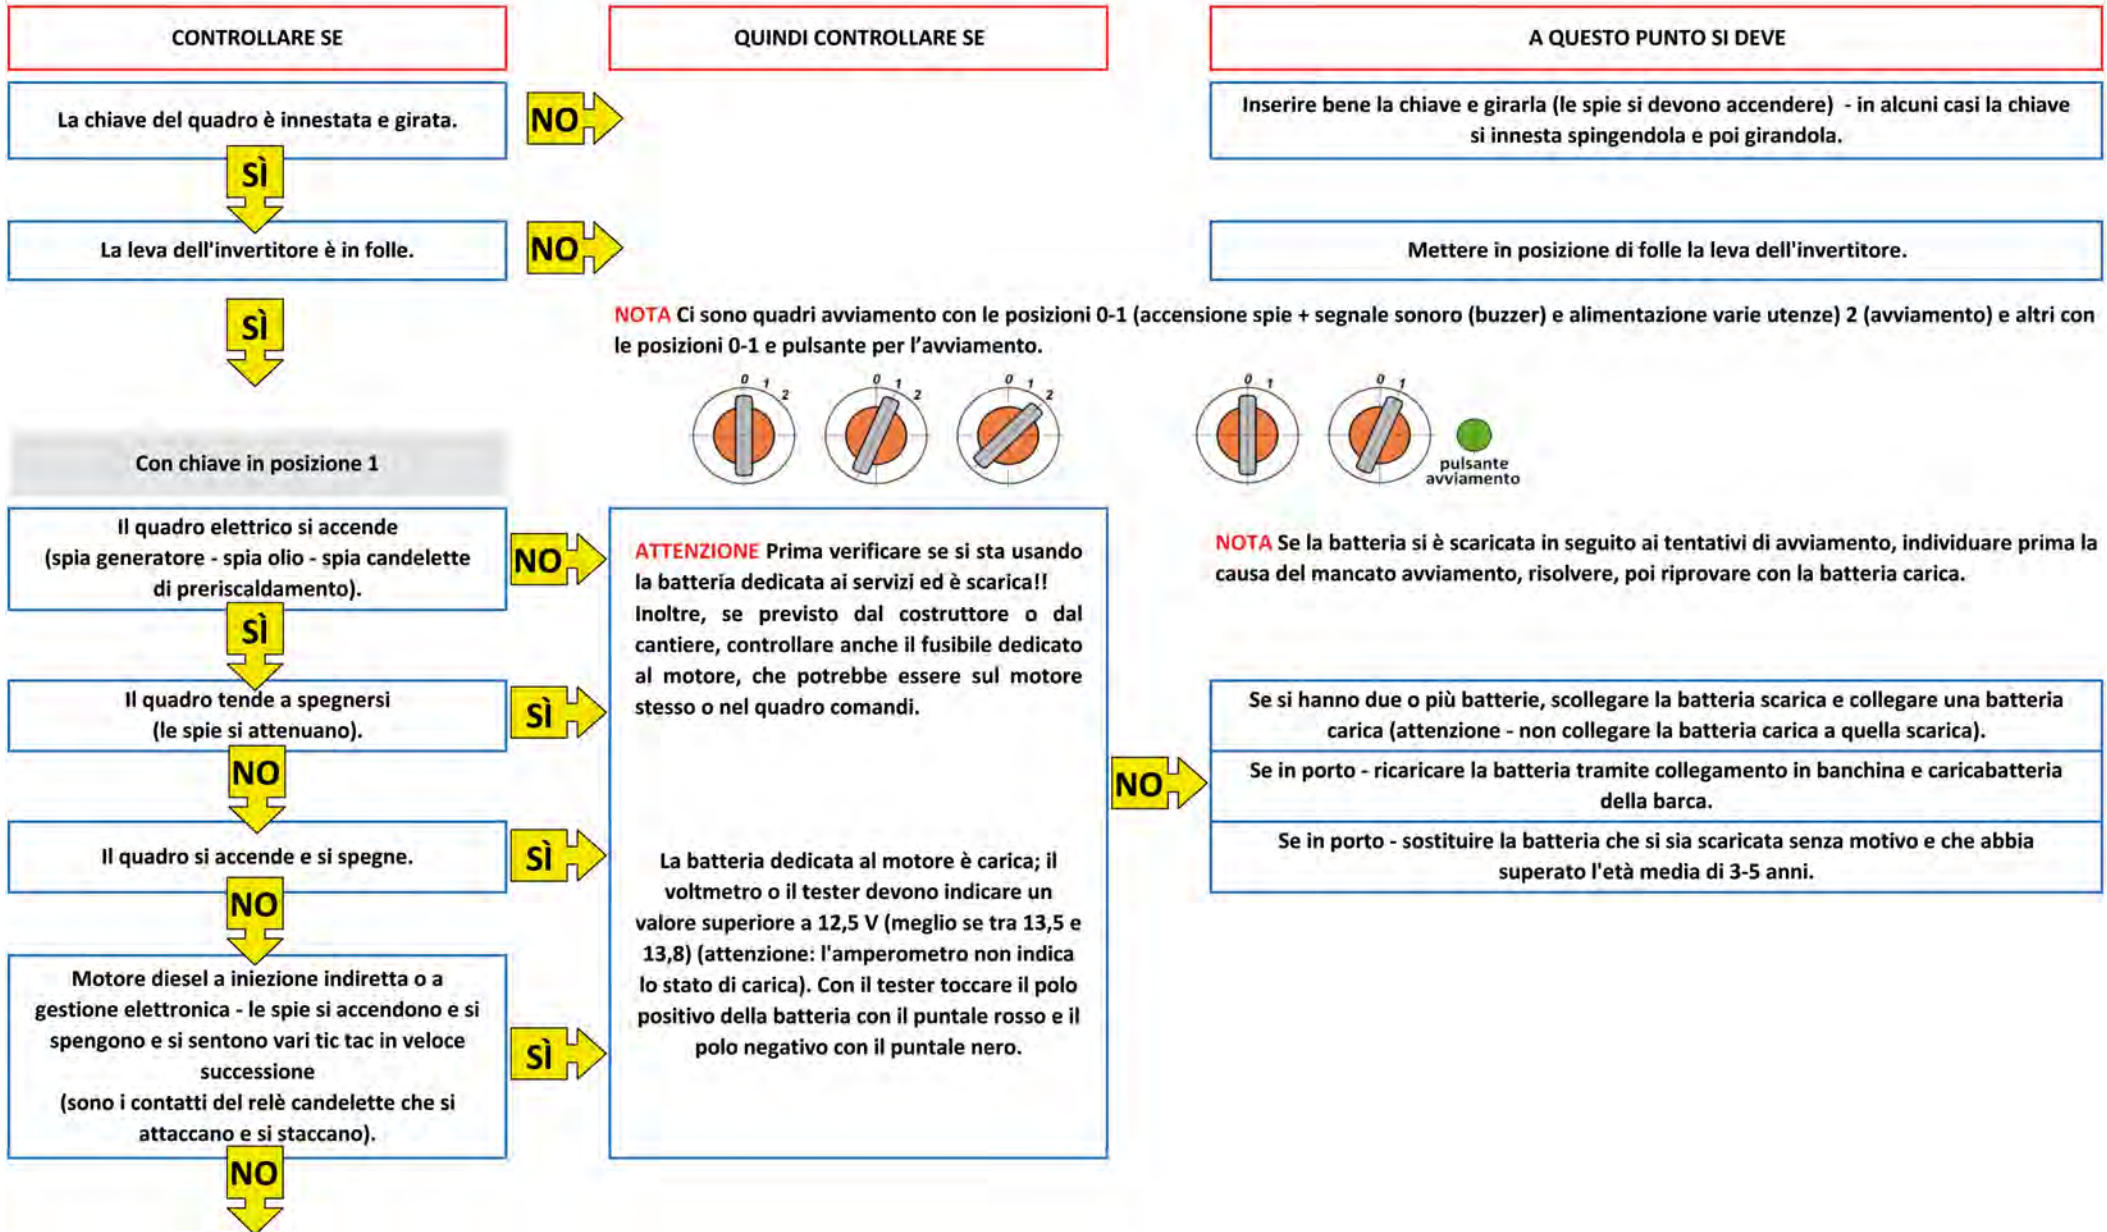 CONTROLLARE SE
QUINDI CONTROLLARE SE
A QUESTO PUNTO SI DEVE
La chiave del quadro è innestata e girata.
NO
Inserire bene la chiave e girarla (le spie si devono accendere) - in alcuni casi la chiave
si innesta spingendola e poi girandola.
SÌ
La leva dell'invertitore è in folle.
NO
Mettere in posizione di folle la leva dell'invertitore.
SÌ
NOTA Ci sono quadri avviamento con le posizioni 0-1 (accensione spie + segnale sonoro (buzzer) e alimentazione varie utenze) 2 (avviamento) e altri con
le posizioni 0-1 e pulsante per l’avviamento.
0 1 2
0 1 2
0 1 2
0 1
0 1
pulsante
avviamento
Con chiave in posizione 1
Il quadro elettrico si accende
(spia generatore - spia olio - spia candelette
di preriscaldamento).
NO
ATTENZIONE Prima verificare se si sta usando
la batteria dedicata ai servizi ed è scarica!!
Inoltre, se previsto dal costruttore o dal
cantiere, controllare anche il fusibile dedicato
al motore, che potrebbe essere sul motore
stesso o nel quadro comandi.
NOTA Se la batteria si è scaricata in seguito ai tentativi di avviamento, individuare prima la
causa del mancato avviamento, risolvere, poi riprovare con la batteria carica.
SÌ
Il quadro tende a spegnersi
(le spie si attenuano).
SÌ
NO
Il quadro si accende e si spegne.
SÌ
NO
Motore diesel a iniezione indiretta o a
gestione elettronica - le spie si accendono e si
spengono e si sentono vari tic tac in veloce
successione
(sono i contatti del relè candelette che si
attaccano e si staccano).
SÌ
NO
La batteria dedicata al motore è carica; il
voltmetro o il tester devono indicare un
valore superiore a 12,5 V (meglio se tra 13,5 e
13,8) (attenzione: l'amperometro non indica
lo stato di carica). Con il tester toccare il polo
positivo della batteria con il puntale rosso e il
polo negativo con il puntale nero.
NO
Se si hanno due o più batterie, scollegare la batteria scarica e collegare una batteria
carica (attenzione - non collegare la batteria carica a quella scarica).
Se in porto - ricaricare la batteria tramite collegamento in banchina e caricabatteria
della barca.
Se in porto - sostituire la batteria che si sia scaricata senza motivo e che abbia
superato l'età media di 3-5 anni.